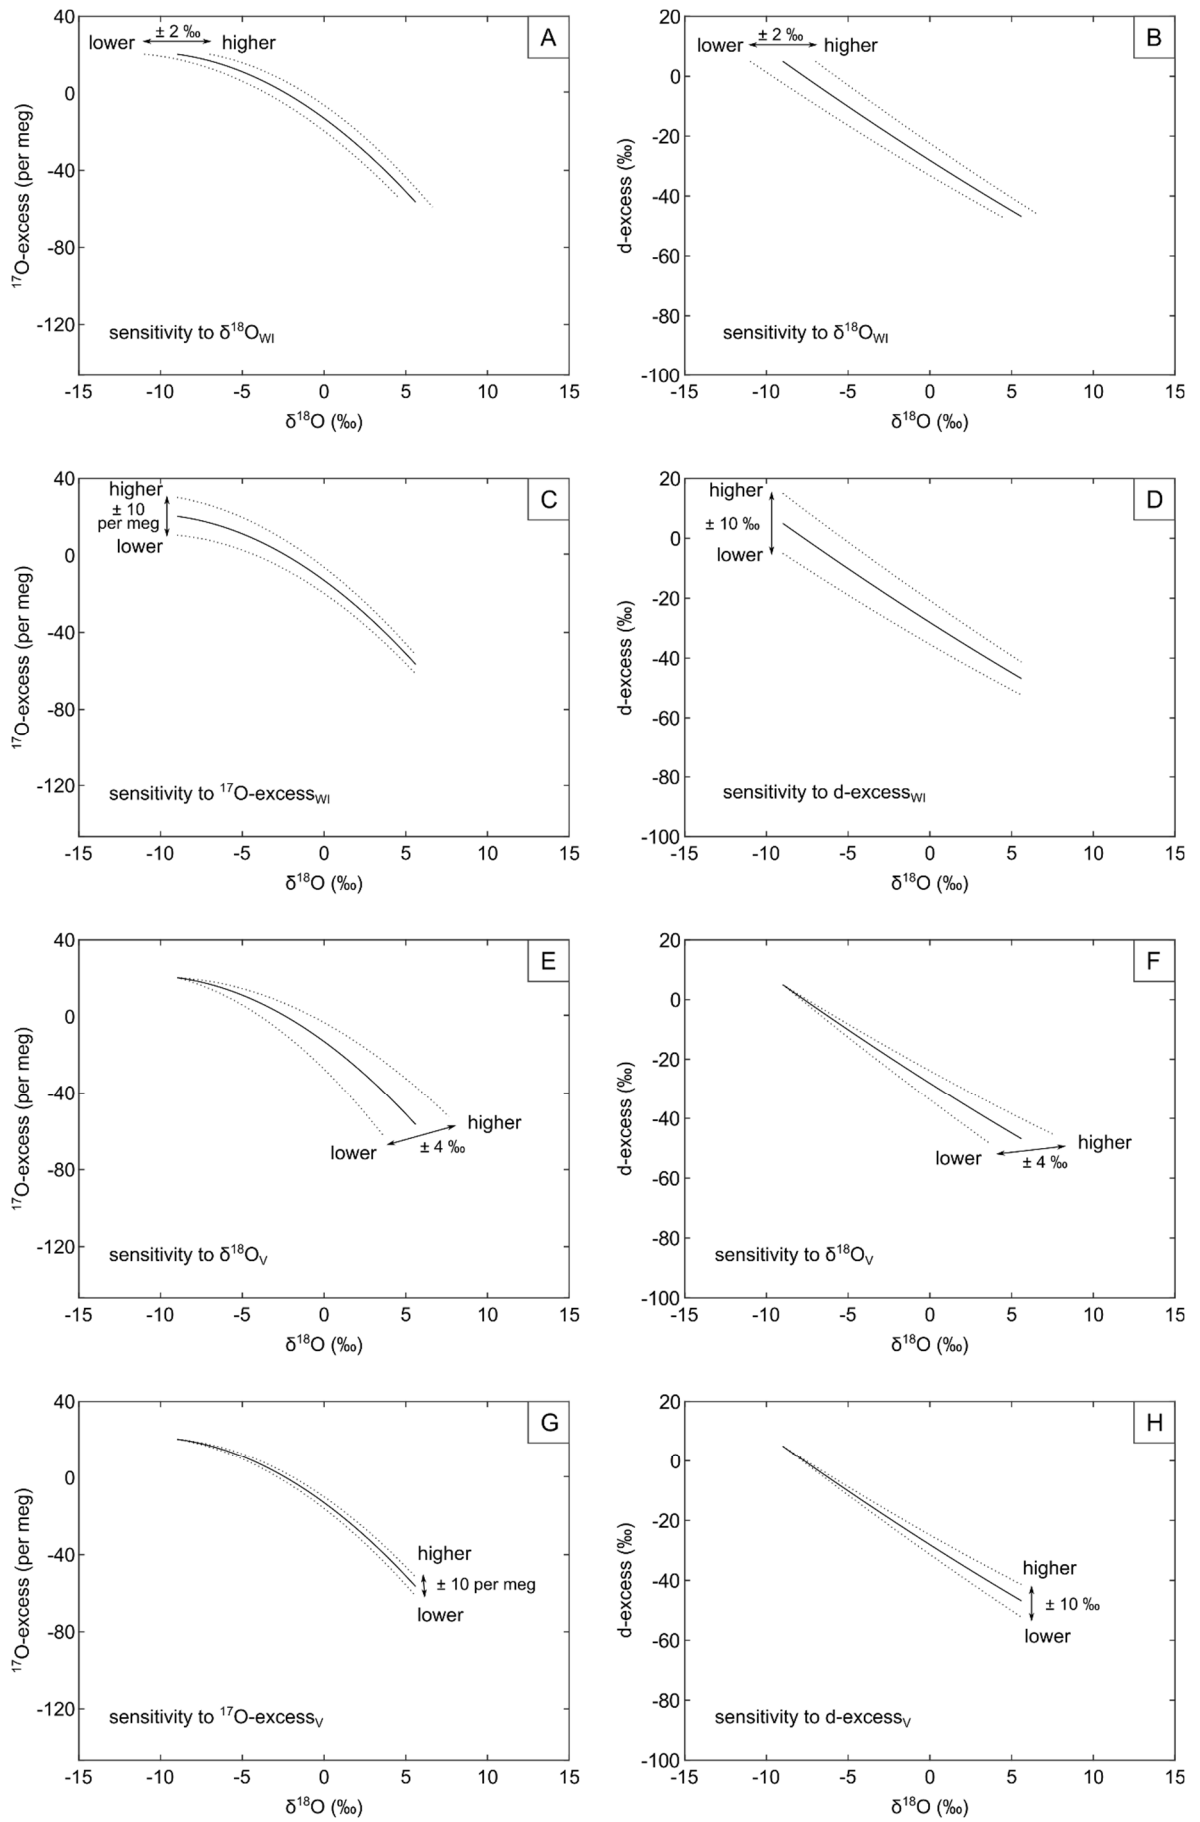 A
40
0
-40
-80
-120
lower ± 2 ‰ higher
¹⁷O-excess (per meg)
sensitivity to δ¹⁸O_WI
-15 -10 -5 0 5 10 15
δ¹⁸O (‰)
B
20
0
-20
-40
-60
-80
-100
lower ± 2 ‰ higher
d-excess (‰)
sensitivity to δ¹⁸O_WI
-15 -10 -5 0 5 10 15
δ¹⁸O (‰)
C
40
0
-40
-80
-120
higher
± 10
per meg
lower
¹⁷O-excess (per meg)
sensitivity to ¹⁷O-excess_WI
-15 -10 -5 0 5 10 15
δ¹⁸O (‰)
D
20
0
-20
-40
-60
-80
-100
higher
± 10 ‰
lower
d-excess (‰)
sensitivity to d-excess_WI
-15 -10 -5 0 5 10 15
δ¹⁸O (‰)
E
40
0
-40
-80
-120
higher
± 4 ‰
lower
¹⁷O-excess (per meg)
sensitivity to δ¹⁸O_V
-15 -10 -5 0 5 10 15
δ¹⁸O (‰)
F
20
0
-20
-40
-60
-80
-100
higher
± 4 ‰
lower
d-excess (‰)
sensitivity to δ¹⁸O_V
-15 -10 -5 0 5 10 15
δ¹⁸O (‰)
G
40
0
-40
-80
-120
higher
± 10 per meg
lower
¹⁷O-excess (per meg)
sensitivity to ¹⁷O-excess_V
-15 -10 -5 0 5 10 15
δ¹⁸O (‰)
H
20
0
-20
-40
-60
-80
-100
higher
± 10 ‰
lower
d-excess (‰)
sensitivity to d-excess_V
-15 -10 -5 0 5 10 15
δ¹⁸O (‰)